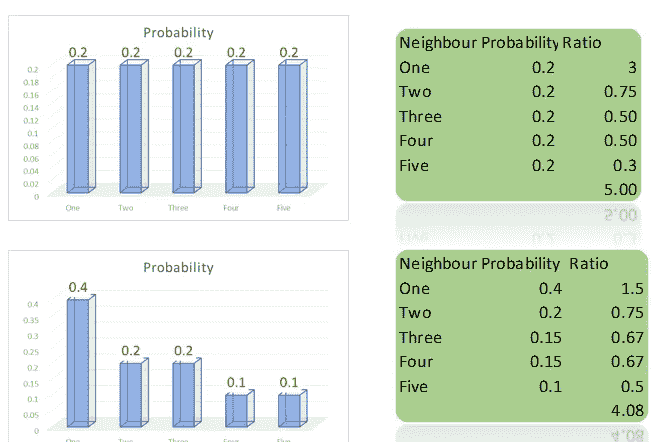 Probability
0.2 0.2 0.2 0.2 0.2
0.2
0.18
0.16
0.14
0.12
0.1
0.08
0.06
0.04
0.02
0
One Two Three Four Five
Neighbour Probability Ratio
One 0.2 3
Two 0.2 0.75
Three 0.2 0.50
Four 0.2 0.50
Five 0.2 0.3
5.00
Probability
0.4 0.2 0.2 0.1 0.1
0.4
0.35
0.3
0.25
0.2
0.15
0.1
0.05
0
One Two Three Four Five
Neighbour Probability Ratio
One 0.4 1.5
Two 0.2 0.75
Three 0.15 0.67
Four 0.15 0.67
Five 0.1 0.5
4.08